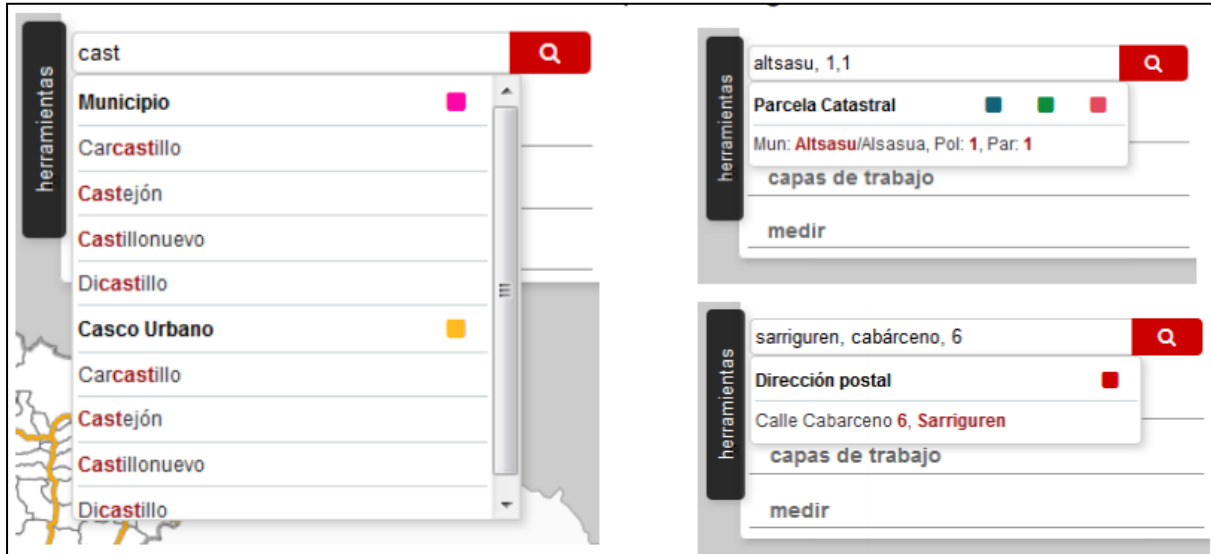 herramientas
cast
Municipio
Carcastillo
Castejón
Castillonuevo
Dicastillo
Casco Urbano
Carcastillo
Castejón
Castillonuevo
Dicastillo
herramientas
altsasu, 1,1
Parcela Catastral
Mun: Altsasu/Alsasua, Pol: 1, Par: 1
capas de trabajo
medir
herramientas
sarriguren, cabárceno, 6
Dirección postal
Calle Cabarceno 6, Sarriguren
capas de trabajo
medir